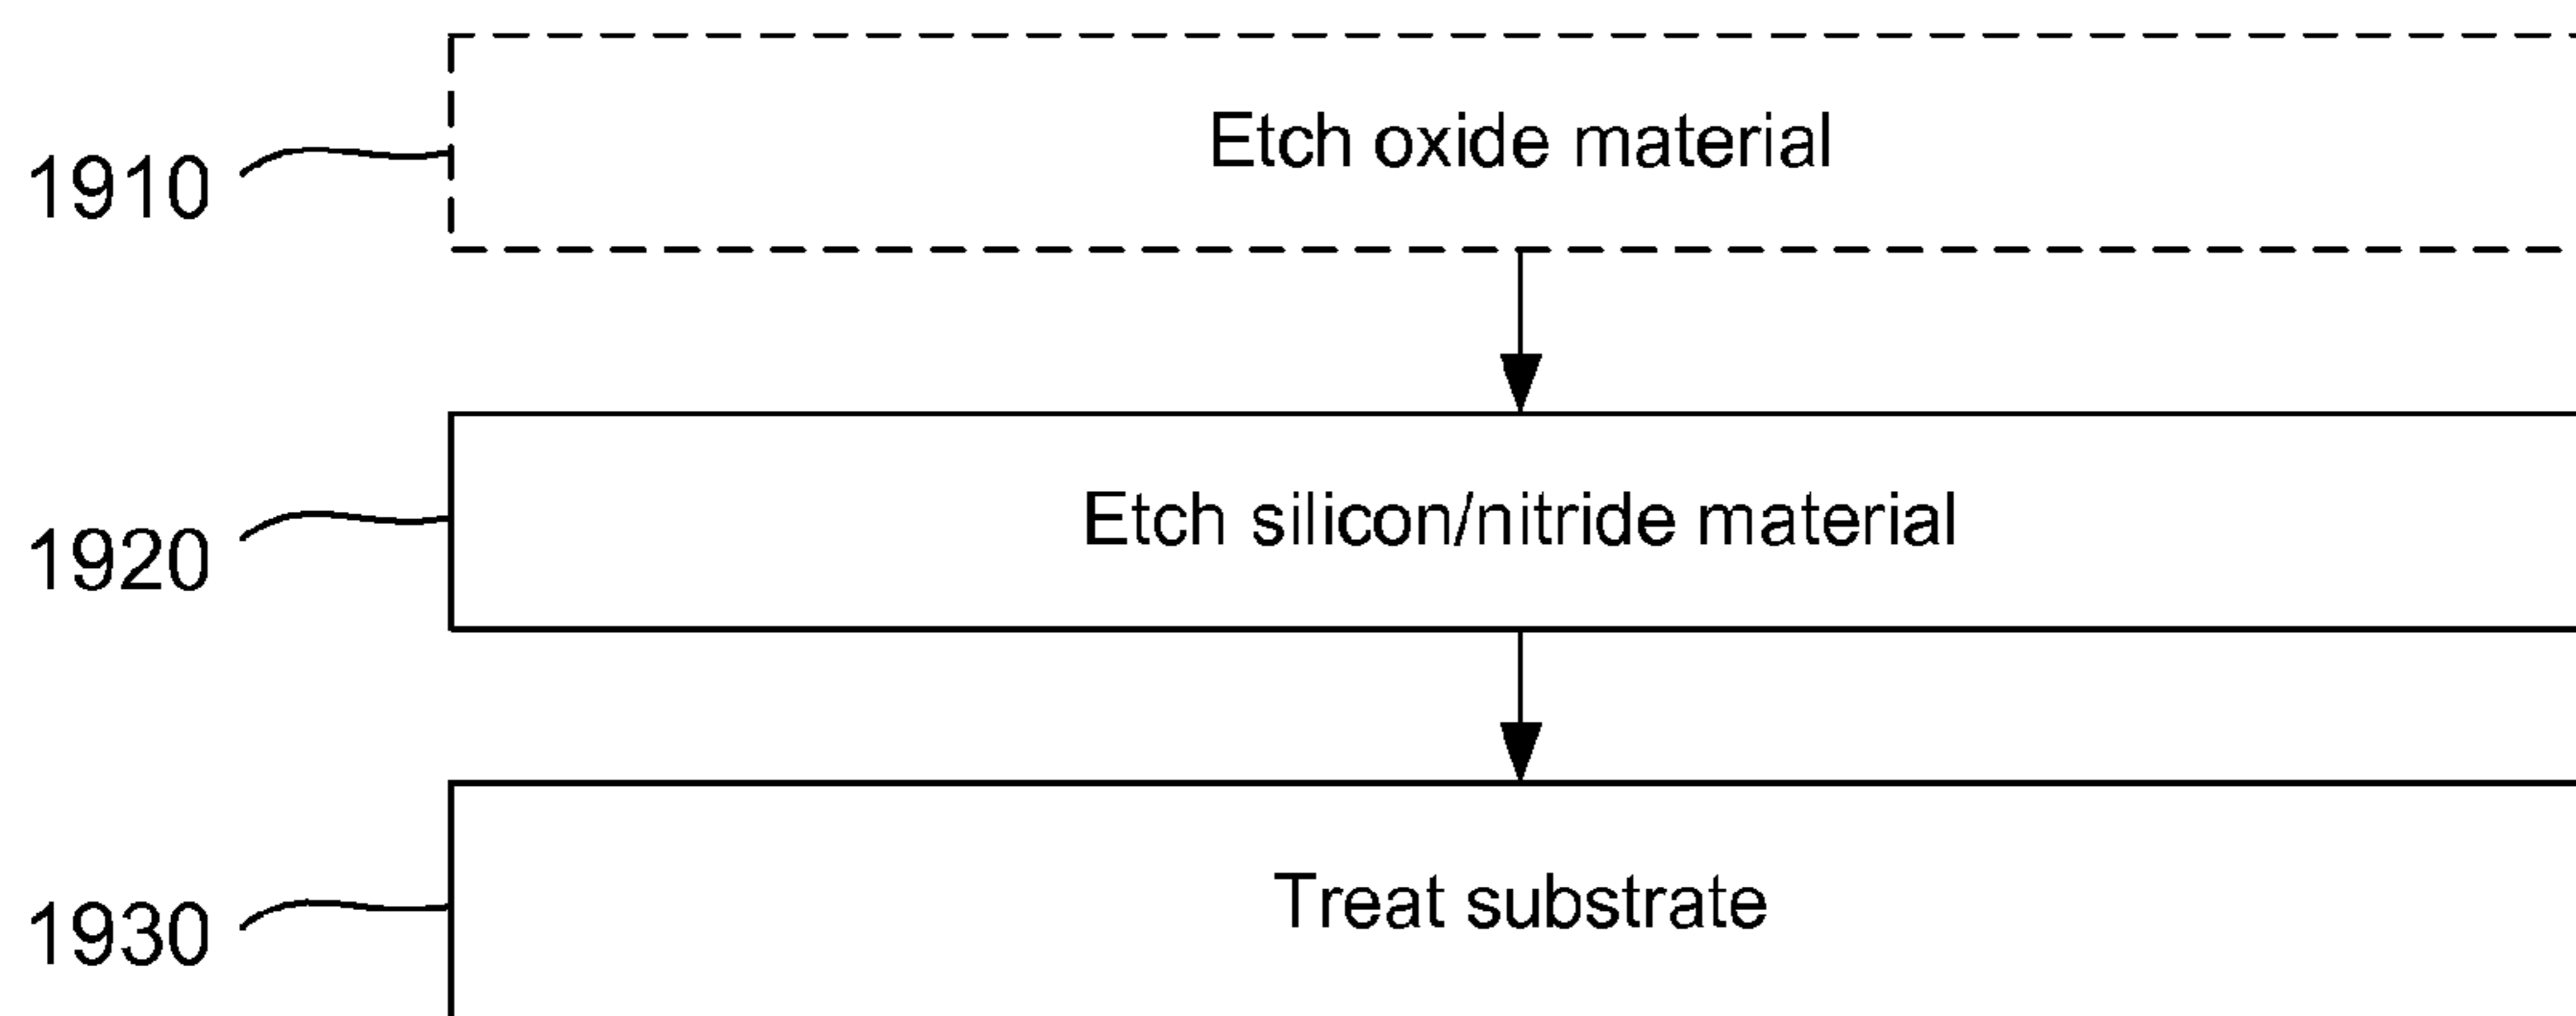 Etch oxide material
1910
Etch silicon/nitride material
1920
Treat substrate
1930